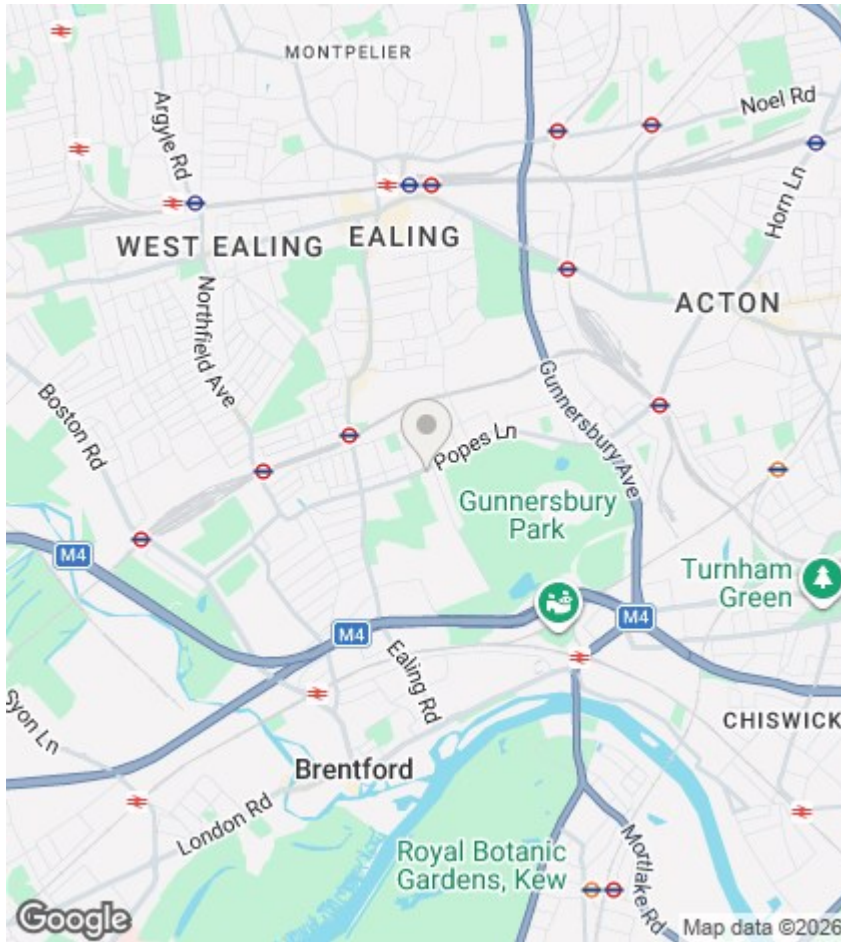 MONTPELIER
Noel Rd
Argyle Rd
Horn Ln
WEST EALING
EALING
ACTON
Northfield Ave
Boston Rd
Gunnersbury Ave
Popes Ln
Gunnersbury
Park
M4
Turnham
Green
M4
M4
Ealing Rd
Syon Ln
CHISWICK
Brentford
London Rd
Royal Botanic
Gardens, Kew
Mortlake Rd
Google
Map data ©2026